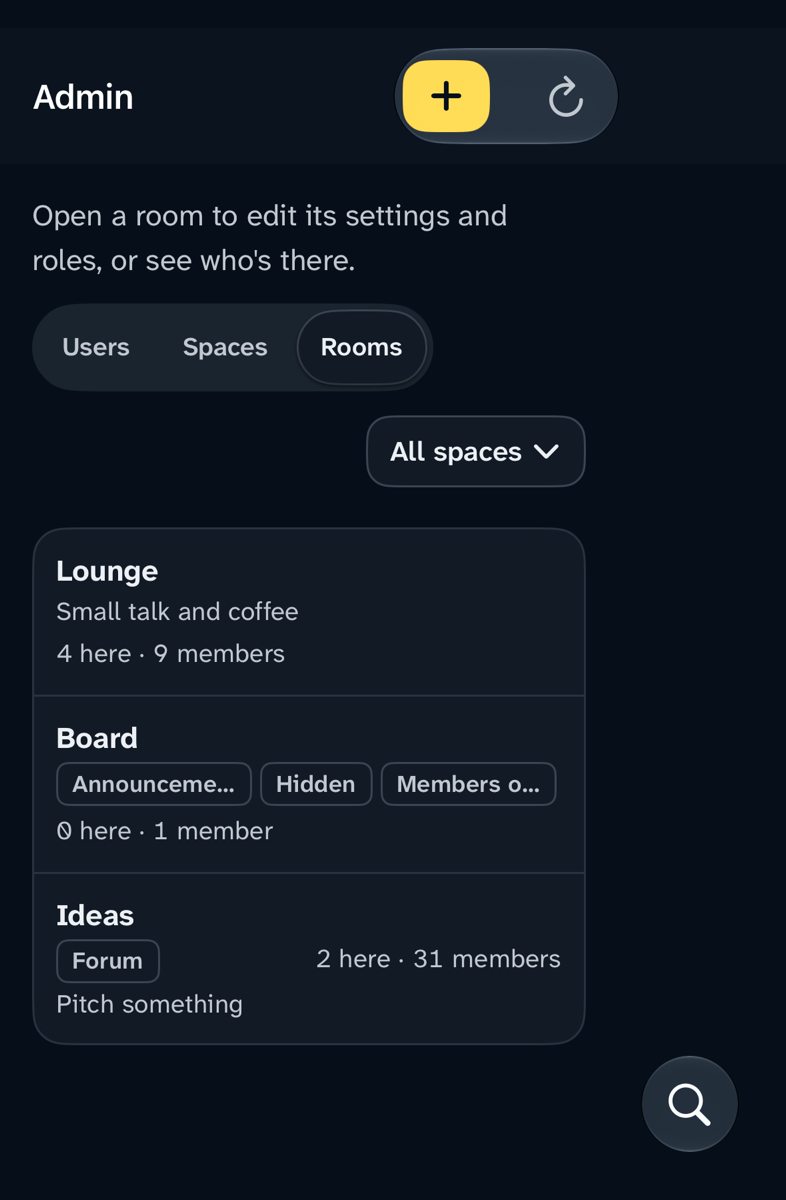 Admin
Open a room to edit its settings and
roles, or see who's there.
Users Spaces Rooms
All spaces
Lounge
Small talk and coffee
4 here · 9 members
Board
Announceme... Hidden Members o...
0 here · 1 member
Ideas
Forum 2 here · 31 members
Pitch something